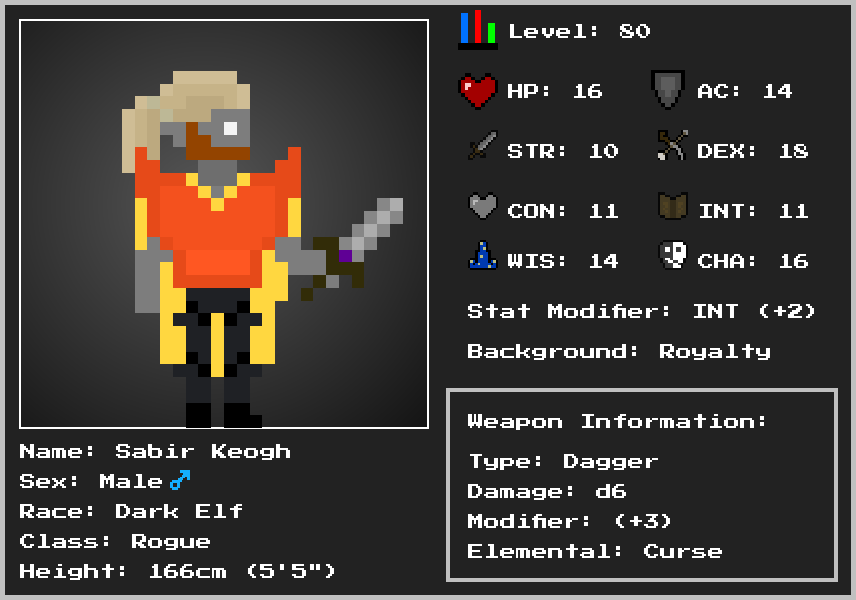 Level: 80
HP: 16 AC: 14
STR: 10 DEX: 18
CON: 11 INT: 11
WIS: 14 CHA: 16
Stat Modifier: INT (+2)
Background: Royalty
Weapon Information:
Type: Dagger
Damage: d6
Modifier: (+3)
Elemental: Curse
Name: Sabir Keogh
Sex: Male♂
Race: Dark Elf
Class: Rogue
Height: 166cm (5'5")